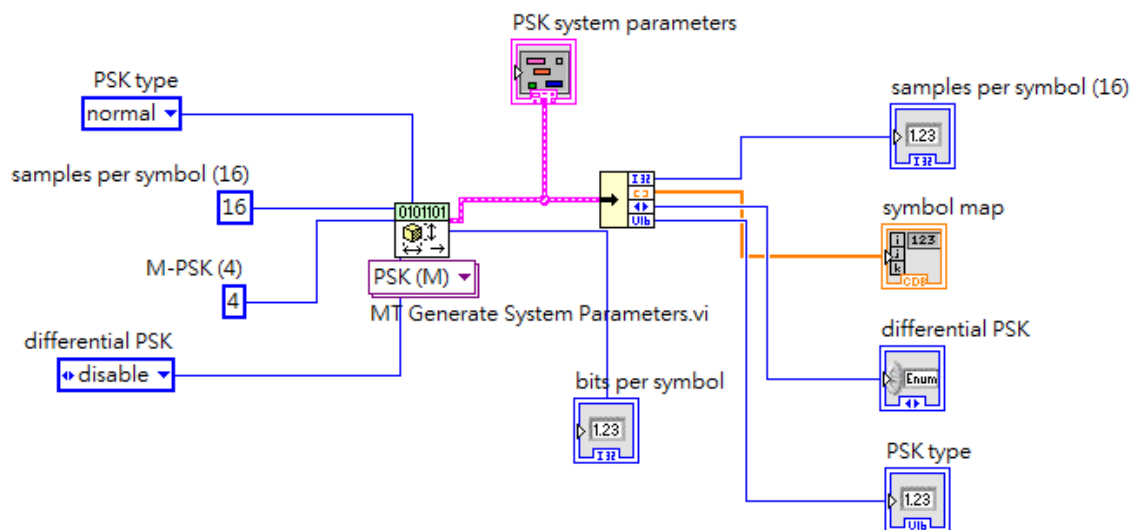 PSK system parameters
PSK type
normal
samples per symbol (16)
samples per symbol (16)
1.23
I32
16
0101101
I32
symbol map
U16
i
j
k
123
CDB
M-PSK (4)
4
PSK (M)
MT Generate System Parameters.vi
differential PSK
disable
differential PSK
Enum
bits per symbol
1.23
I32
PSK type
1.23
U16